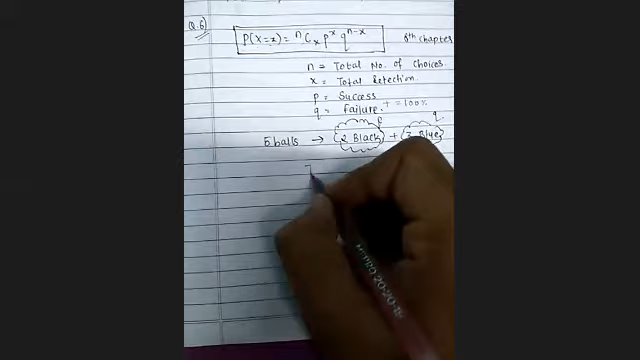 Q.6
P(X=x) = ⁿCₓ pˣ qⁿ⁻ˣ 8th chapter
n = Total No. of choices.
x = Total Selection.
p = Success
q = Failure. + = 100%
p q
5 balls → 2 Black + 3 Blue